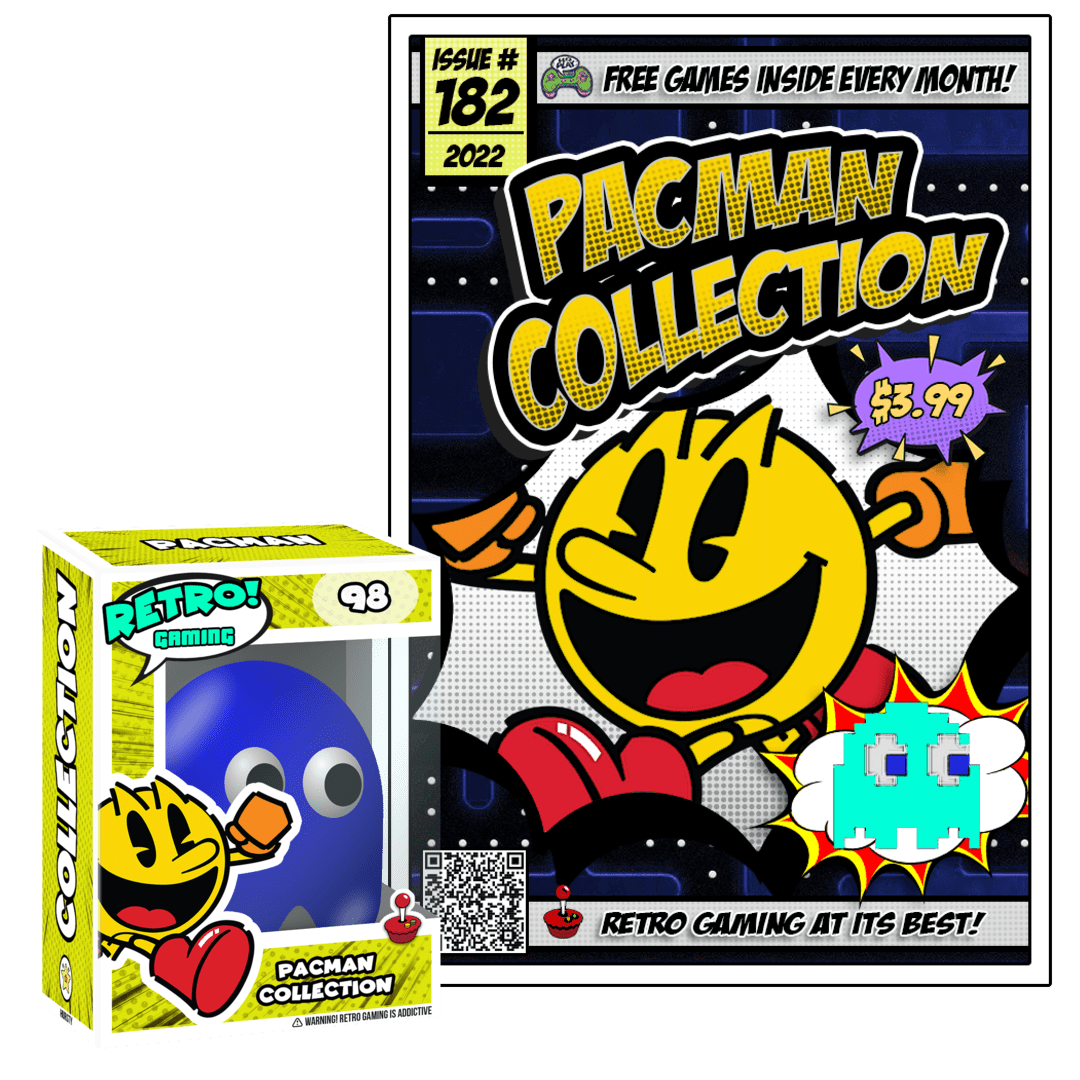 ISSUE #
182
2022
FREE GAMES INSIDE EVERY MONTH!
PACMAN
COLLECTION
$3.99
RETRO GAMING AT ITS BEST!
PACMAN
RETRO!
GAMING
98
COLLECTION
PACMAN
COLLECTION
WARNING! RETRO GAMING IS ADDICTIVE